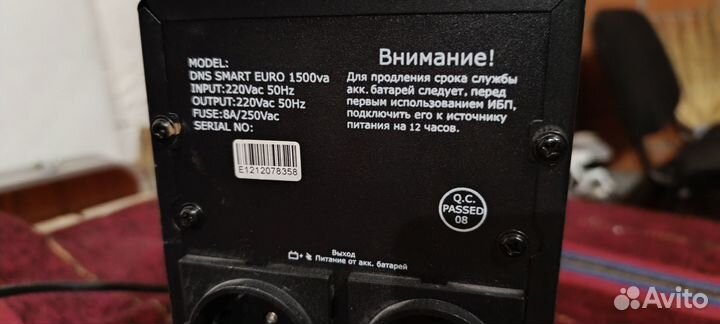 MODEL:
DNS SMART EURO 1500va
INPUT:220Vac 50Hz
OUTPUT:220Vac 50Hz
FUSE:8A/250Vac
SERIAL NO:
E1212078358
Внимание!
Для продления срока службы
акк. батарей следует, перед
первым использованием ИБП,
подключить его к источнику
питания на 12 часов.
Q.C.
PASSED
08
Выход
Питание от акк. батарей
Avito